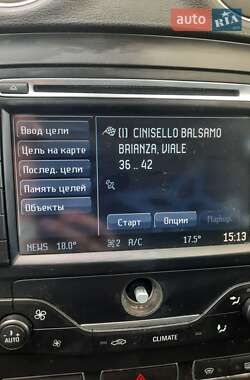 auto RIA
Ввод цели
Цель на карте
Послед. цели
Память целей
Объекты
(I) CINISELLO BALSAMO
BRIANZA, VIALE
36 .. 42
Старт
Опции
Маркир.
NEWS 18.0°
2 A/C
17.5°
15:13
AUTO
CLIMATE